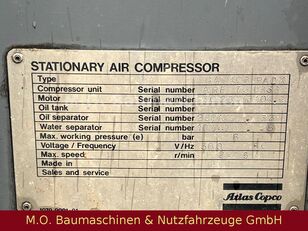 STATIONARY AIR COMPRESSOR
Type
Compressor unit Serial number
Motor Serial number
Oil tank Serial number
Oil separator Serial number
Water separator Serial number
Max. working pressure (e) bar
Voltage / Frequency V/Hz
Max. speed r/min
Made in
Sales and service
Atlas Copco
M.O. Baumaschinen & Nutzfahrzeuge GmbH